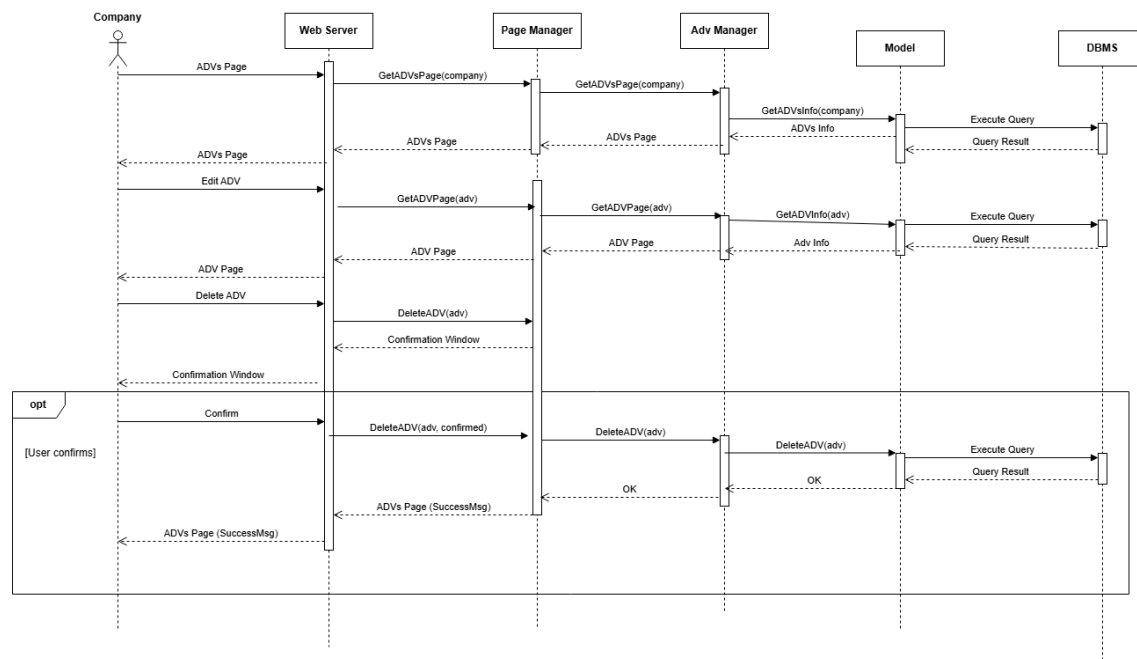 Company
Web Server
Page Manager
Adv Manager
Model
DBMS
ADVs Page
GetADVsPage(company)
GetADVsPage(company)
GetADVsInfo(company)
Execute Query
ADVs Info
Query Result
ADVs Page
ADVs Page
ADVs Page
Edit ADV
GetADVPage(adv)
GetADVPage(adv)
GetADVInfo(adv)
Execute Query
Query Result
Adv Info
ADV Page
ADV Page
ADV Page
Delete ADV
DeleteADV(adv)
Confirmation Window
Confirmation Window
opt
Confirm
[User confirms]
DeleteADV(adv, confirmed)
DeleteADV(adv)
DeleteADV(adv)
Execute Query
Query Result
OK
OK
ADVs Page (SuccessMsg)
ADVs Page (SuccessMsg)